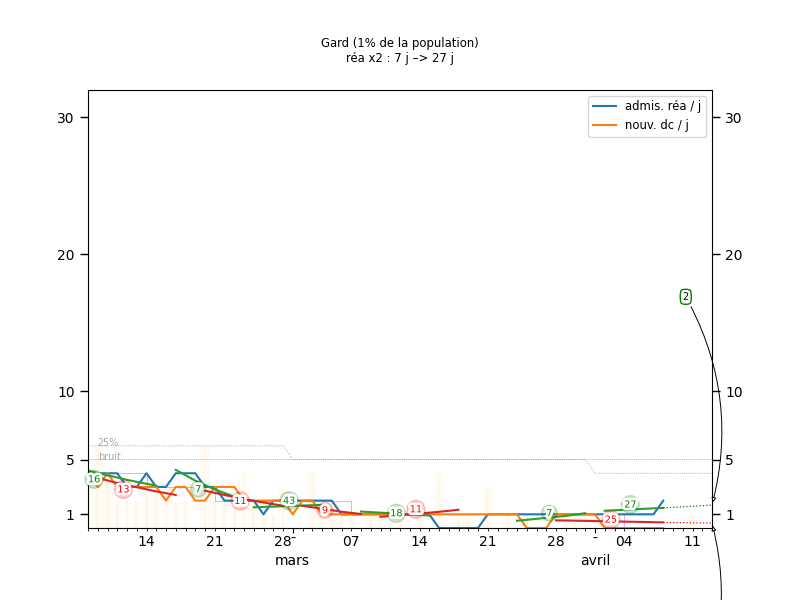 Gard (1% de la population)
réa x2 : 7 j –> 27 j
admis. réa / j
nouv. dc / j
30 30
20 20
2
10 10
25%
bruit
5 5
16 13 7 11 43 9 18 11 7 25 27
1 1
14 21 28 07 14 21 28 04 11
mars avril